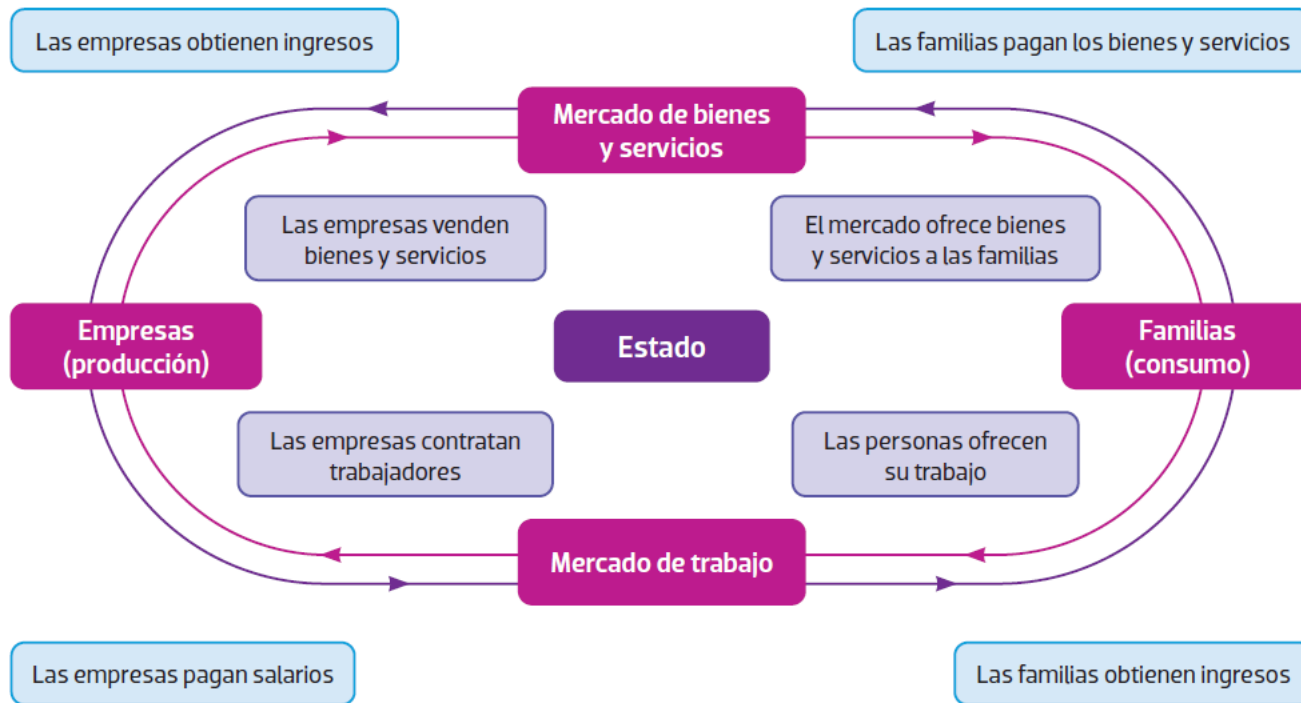 Las empresas obtienen ingresos
Las familias pagan los bienes y servicios
Mercado de bienes
y servicios
Las empresas venden
bienes y servicios
El mercado ofrece bienes
y servicios a las familias
Empresas
(producción)
Estado
Familias
(consumo)
Las empresas contratan
trabajadores
Las personas ofrecen
su trabajo
Mercado de trabajo
Las empresas pagan salarios
Las familias obtienen ingresos